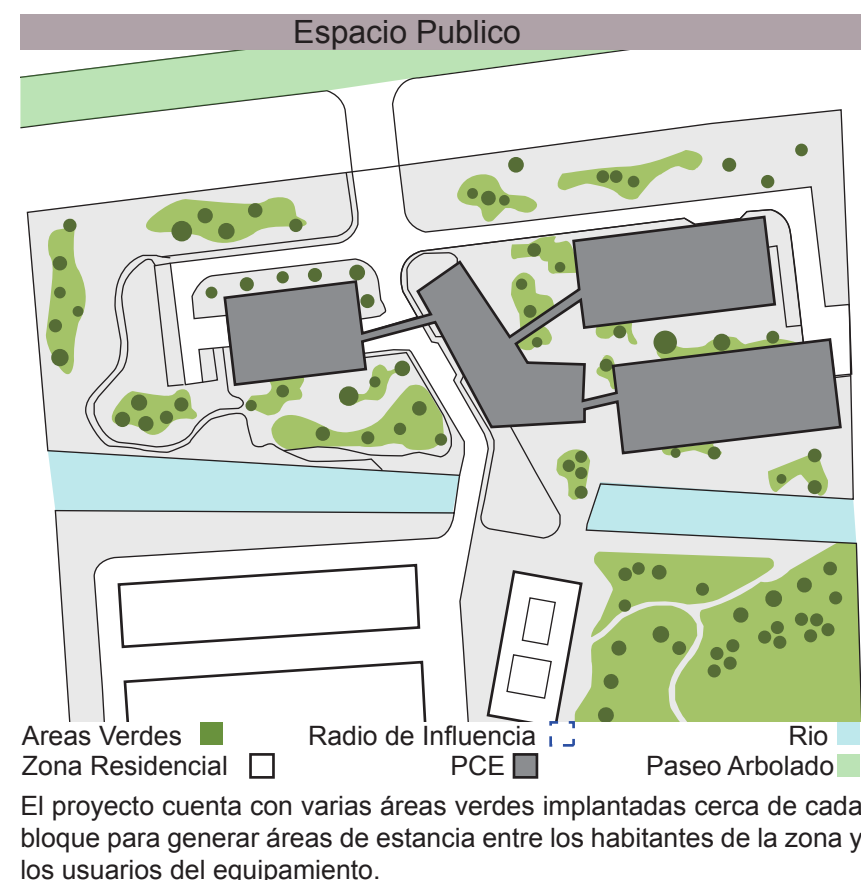 Espacio Publico
Areas Verdes Radio de Influencia Rio
Zona Residencial PCE Paseo Arbolado
El proyecto cuenta con varias áreas verdes implantadas cerca de cada
bloque para generar áreas de estancia entre los habitantes de la zona y
los usuarios del equipamiento.